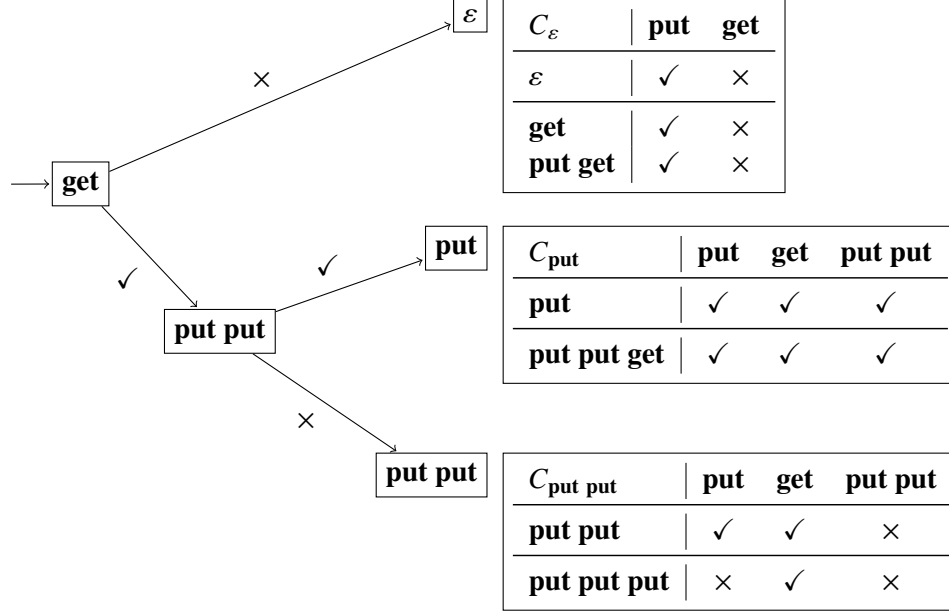 ε
C_ε put get
ε ✓ ×
get ✓ ×
put get ✓ ×
×
get
✓
put put
✓
put
C_put put get put put
put ✓ ✓ ✓
put put get ✓ ✓ ✓
×
put put
C_put put put get put put
put put ✓ ✓ ×
put put put × ✓ ×